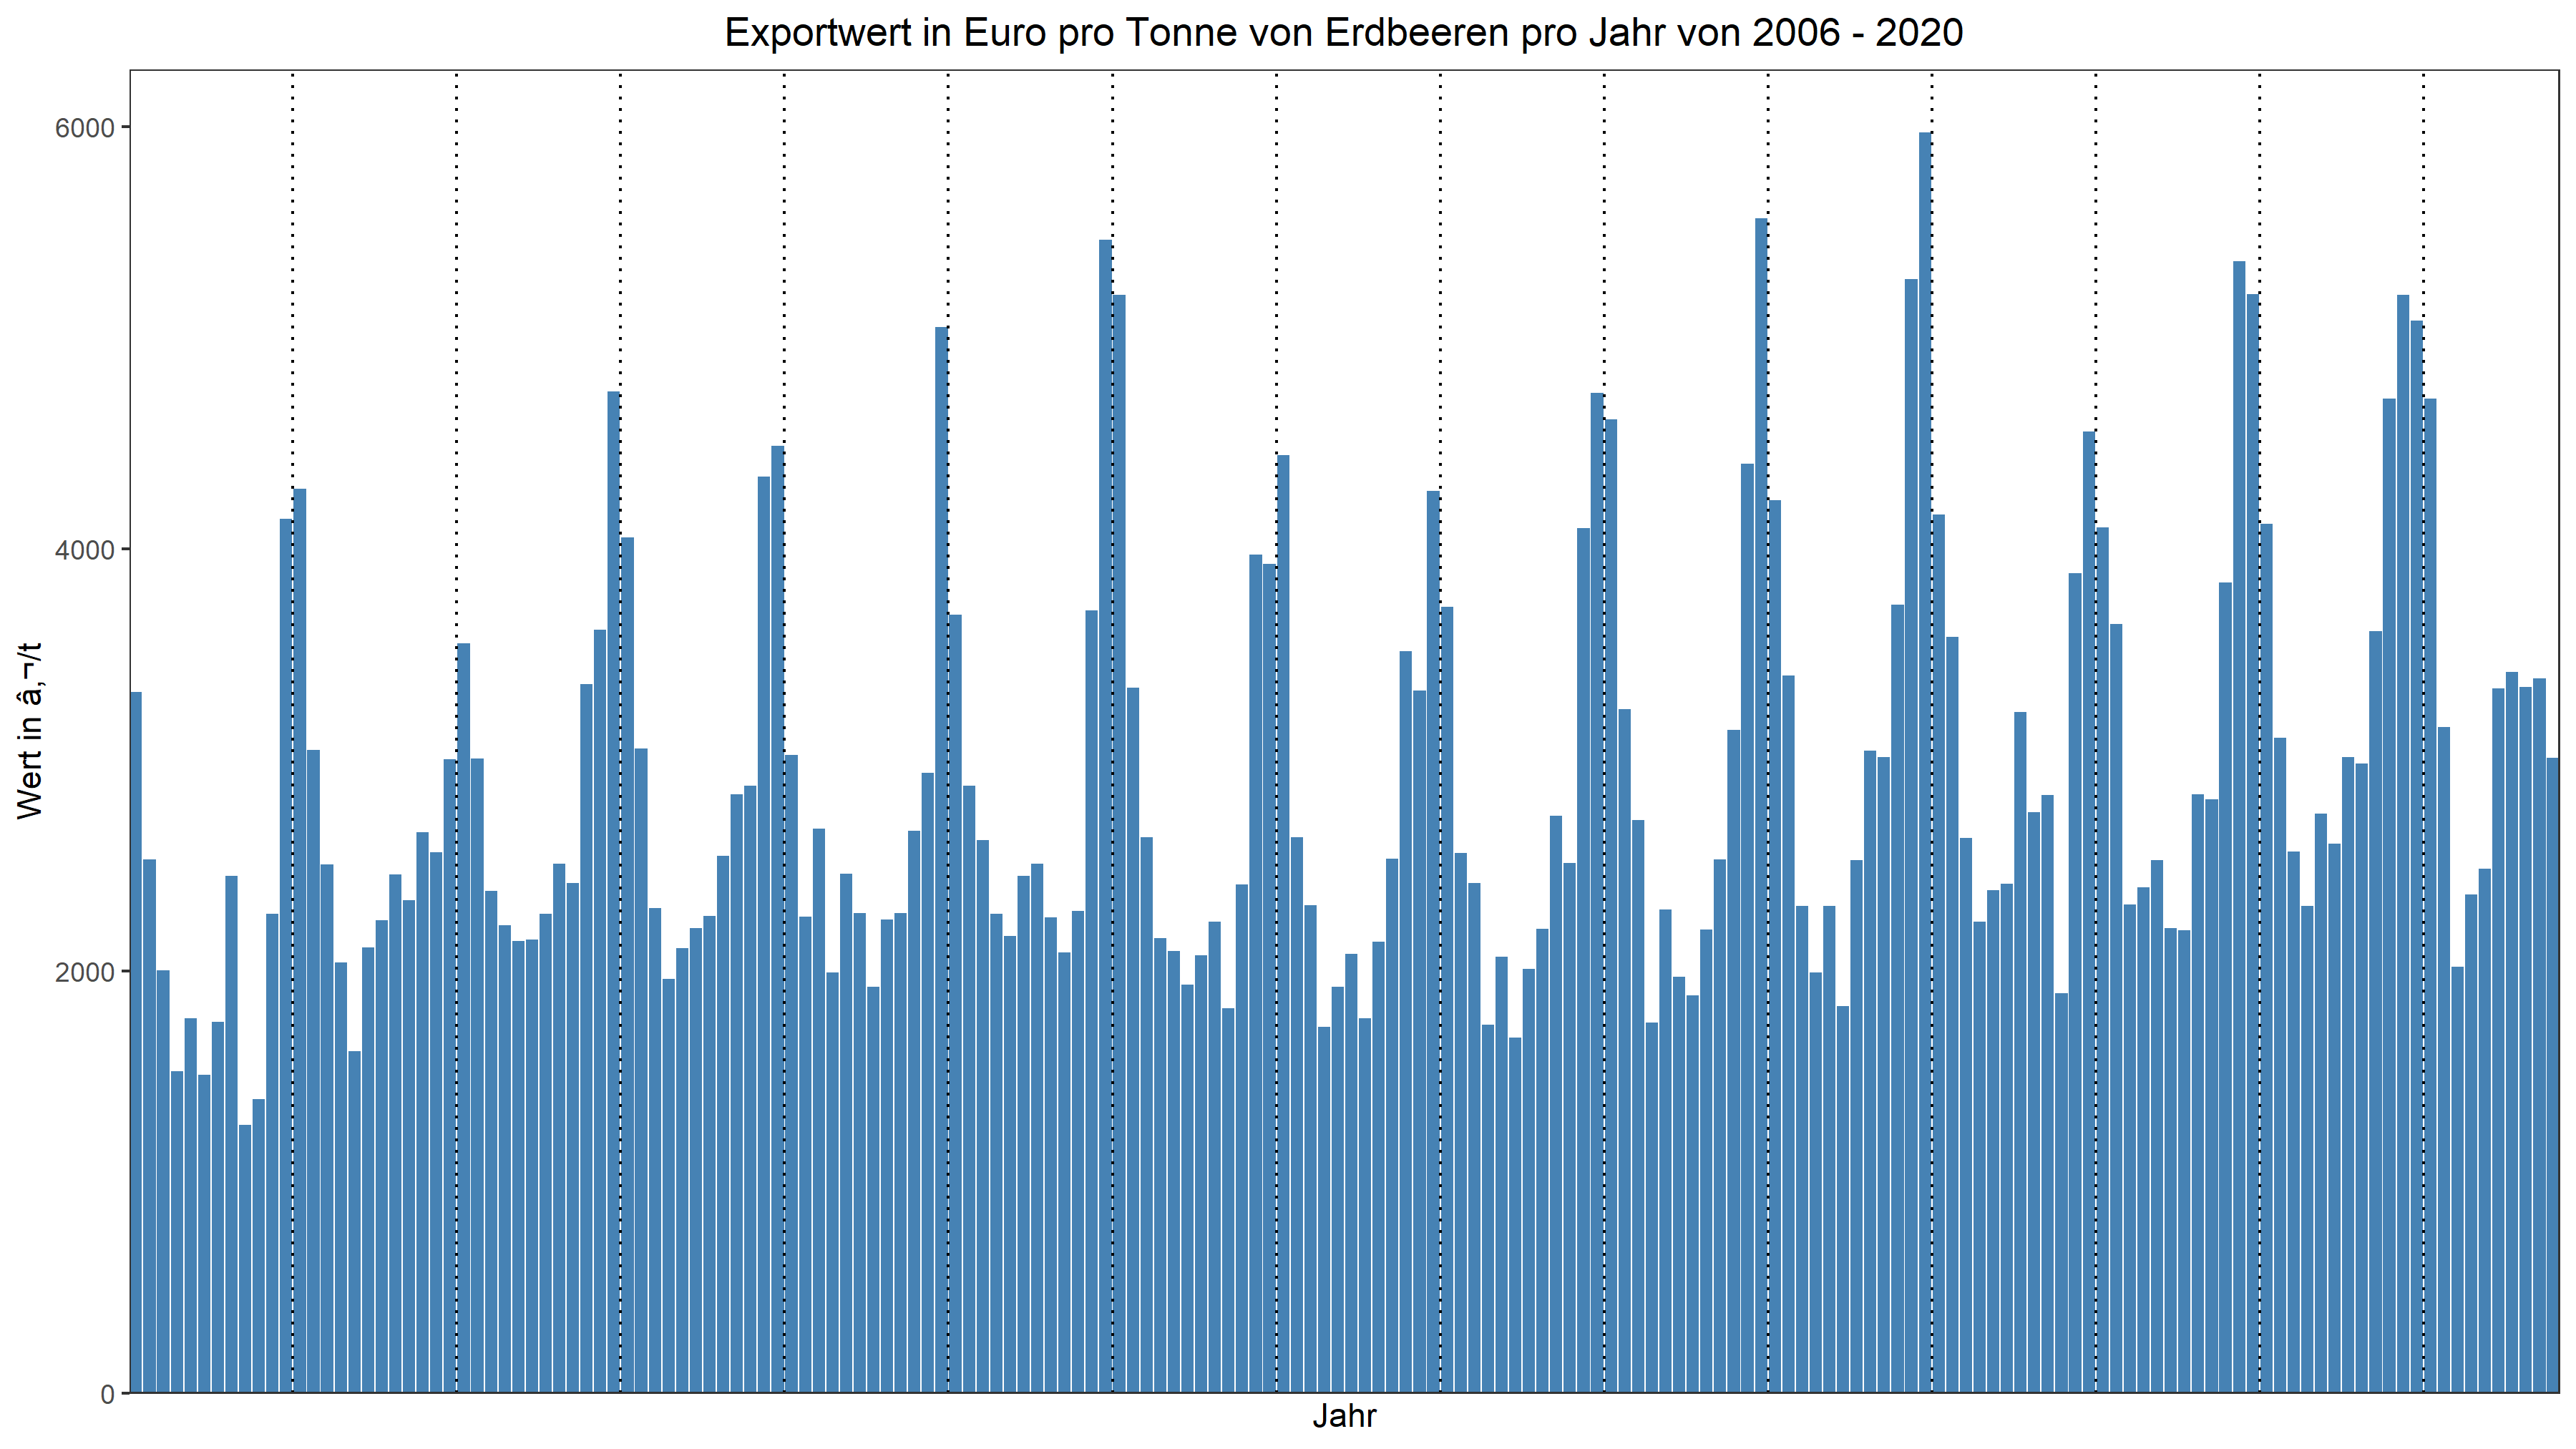 Exportwert in Euro pro Tonne von Erdbeeren pro Jahr von 2006 - 2020
6000
4000
2000
0
Wert in â‚¬/t
Jahr